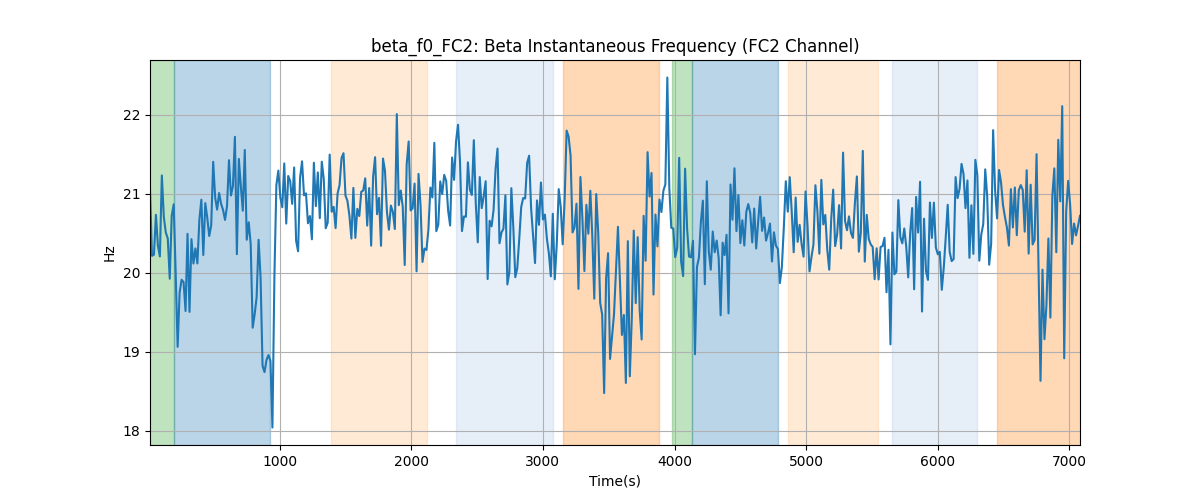 beta_f0_FC2: Beta Instantaneous Frequency (FC2 Channel)
Hz
22
21
20
19
18
1000 2000 3000 4000 5000 6000 7000
Time(s)